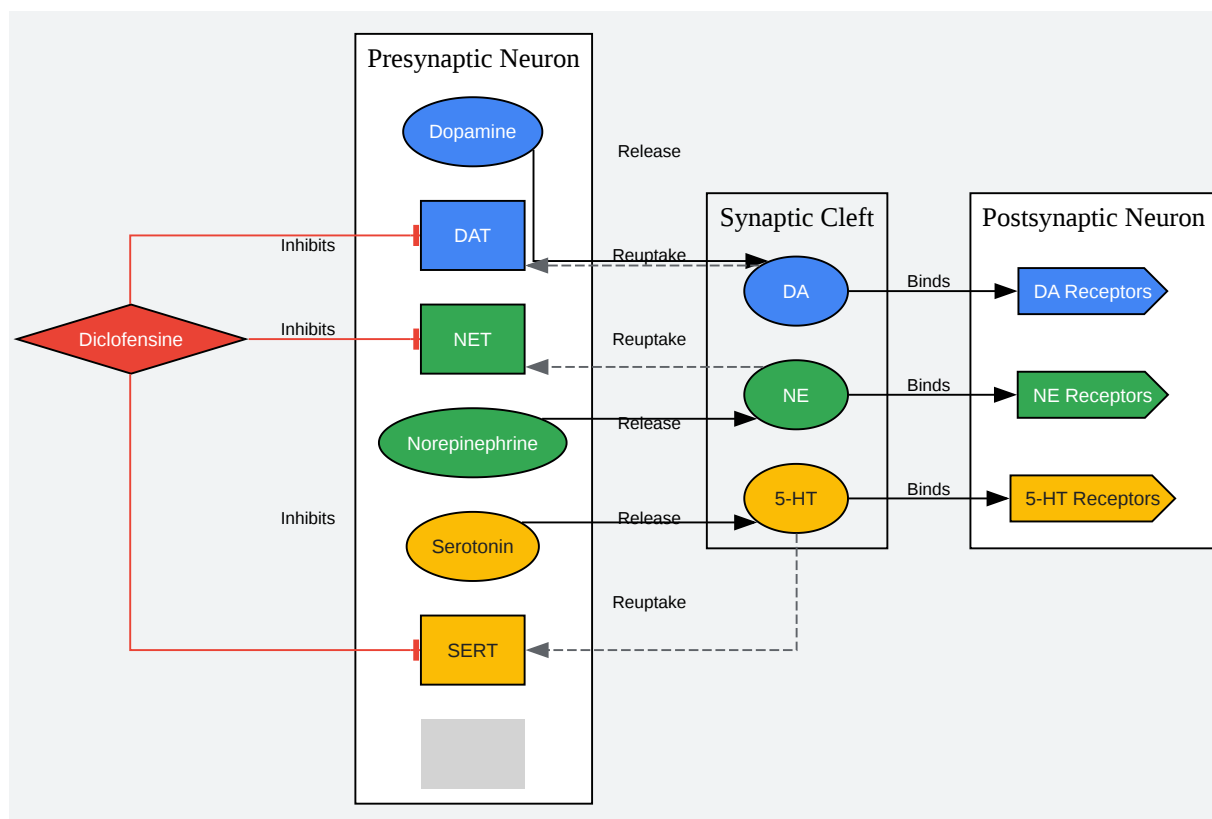 Presynaptic Neuron
Dopamine
Release
Synaptic Cleft
Postsynaptic Neuron
DAT
Inhibits
Reuptake
Binds
DA
DA Receptors
Diclofensine
Inhibits
NET
Reuptake
Binds
NE
NE Receptors
Norepinephrine
Release
5-HT
Binds
5-HT Receptors
Inhibits
Release
Serotonin
Reuptake
SERT